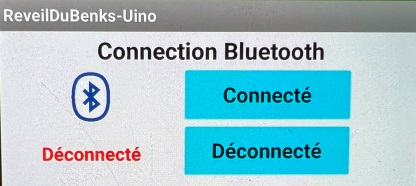 ReveilDuBenks-Uino
Connection Bluetooth
Connecté
Déconnecté
Déconnecté